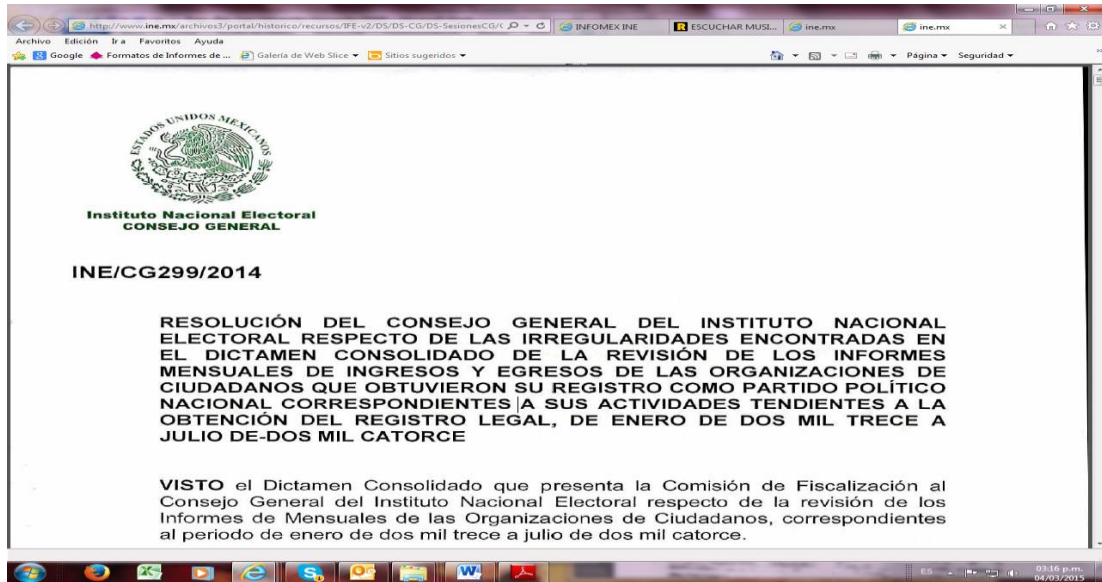 http://www.ine.mx/archivos3/portal/historico/recursos/IFE-v2/DS/DS-CG/DS-SesionesCG/
INFOMEX INE
ESCUCHAR MUSI...
ine.mx
ine.mx
Archivo Edición Ir a Favoritos Ayuda
Google Formatos de Informes de ... Galería de Web Slice Sitios sugeridos Página Seguridad
ESTADOS UNIDOS MEXICANOS
Instituto Nacional Electoral
CONSEJO GENERAL
INE/CG299/2014
RESOLUCIÓN DEL CONSEJO GENERAL DEL INSTITUTO NACIONAL
ELECTORAL RESPECTO DE LAS IRREGULARIDADES ENCONTRADAS EN
EL DICTAMEN CONSOLIDADO DE LA REVISIÓN DE LOS INFORMES
MENSUALES DE INGRESOS Y EGRESOS DE LAS ORGANIZACIONES DE
CIUDADANOS QUE OBTUVIERON SU REGISTRO COMO PARTIDO POLÍTICO
NACIONAL CORRESPONDIENTES A SUS ACTIVIDADES TENDIENTES A LA
OBTENCIÓN DEL REGISTRO LEGAL, DE ENERO DE DOS MIL TRECE A
JULIO DE-DOS MIL CATORCE
VISTO el Dictamen Consolidado que presenta la Comisión de Fiscalización al
Consejo General del Instituto Nacional Electoral respecto de la revisión de los
Informes de Mensuales de las Organizaciones de Ciudadanos, correspondientes
al periodo de enero de dos mil trece a julio de dos mil catorce.
ES
03:16 p.m.
04/03/2015